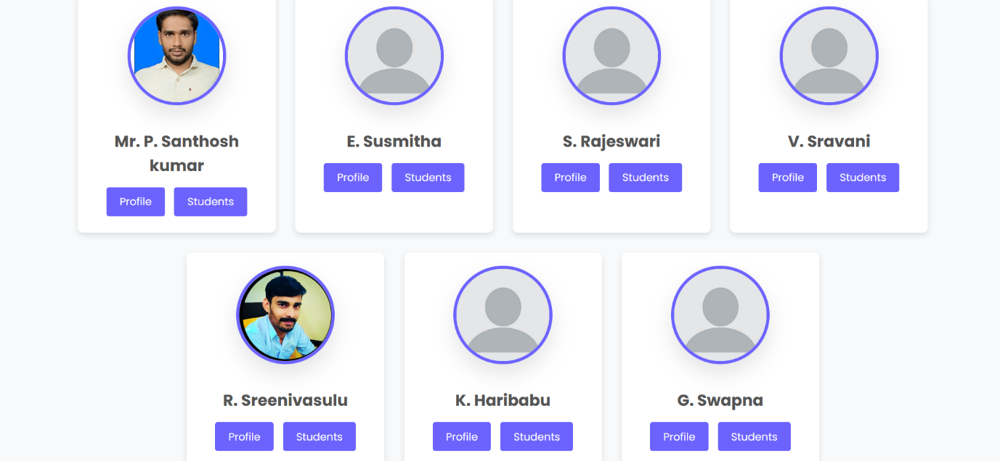 Mr. P. Santhosh
kumar
Profile Students
E. Susmitha
Profile Students
S. Rajeswari
Profile Students
V. Sravani
Profile Students
R. Sreenivasulu
Profile Students
K. Haribabu
Profile Students
G. Swapna
Profile Students